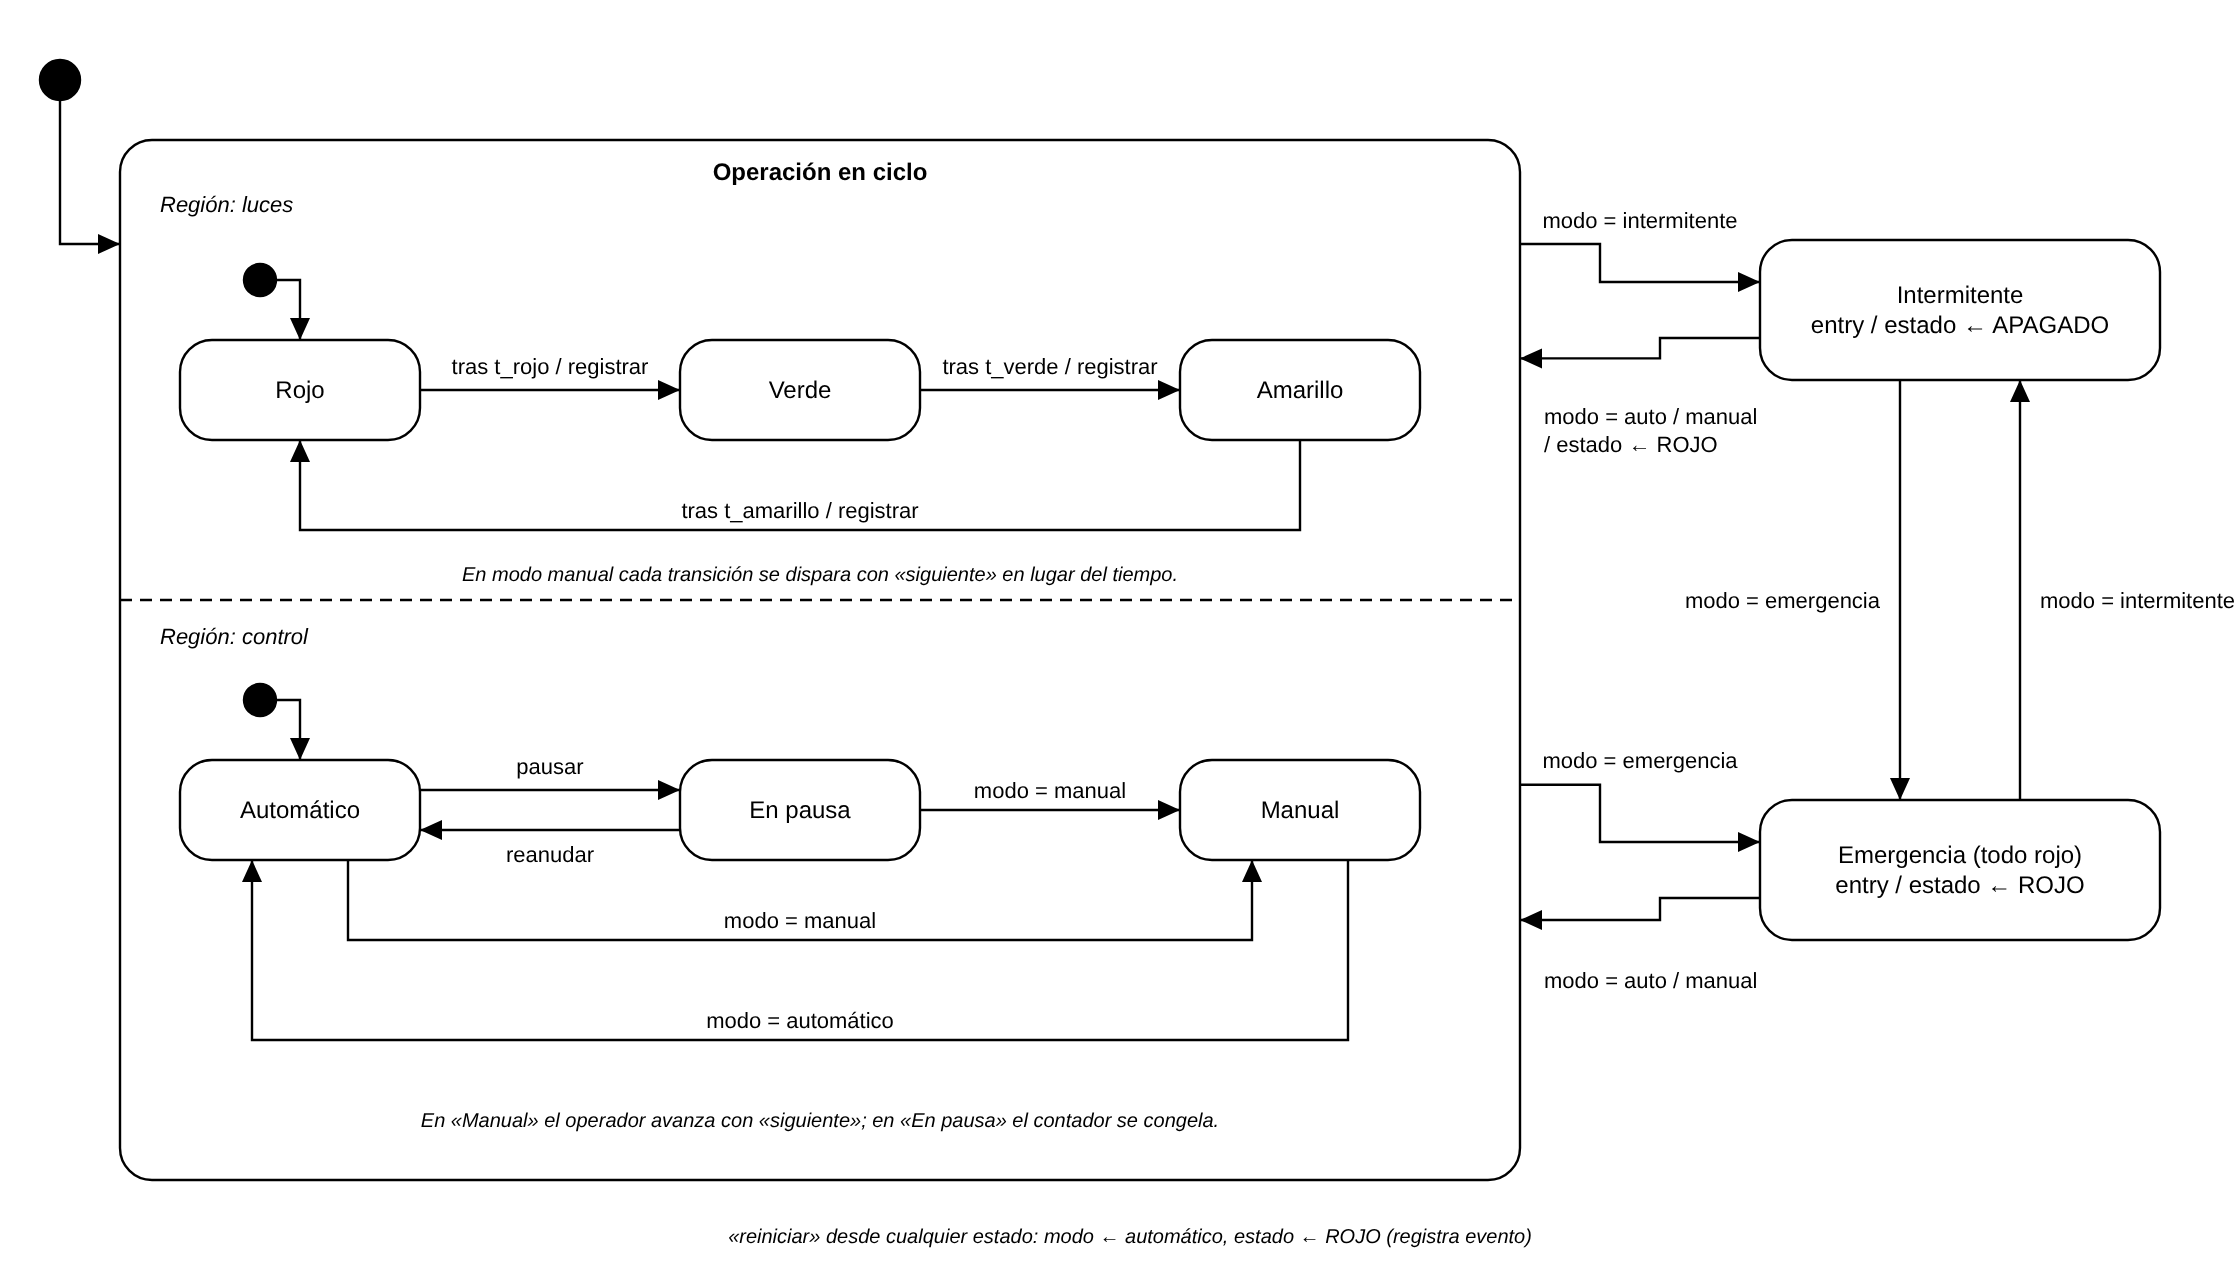 Operación en ciclo
Región: luces
modo = intermitente
Intermitente
entry / estado ← APAGADO
tras t_rojo / registrar
tras t_verde / registrar
Rojo
Verde
Amarillo
modo = auto / manual
/ estado ← ROJO
tras t_amarillo / registrar
En modo manual cada transición se dispara con «siguiente» en lugar del tiempo.
modo = emergencia
modo = intermitente
Región: control
pausar
modo = manual
modo = emergencia
Automático
En pausa
Manual
reanudar
Emergencia (todo rojo)
entry / estado ← ROJO
modo = manual
modo = auto / manual
modo = automático
En «Manual» el operador avanza con «siguiente»; en «En pausa» el contador se congela.
«reiniciar» desde cualquier estado: modo ← automático, estado ← ROJO (registra evento)